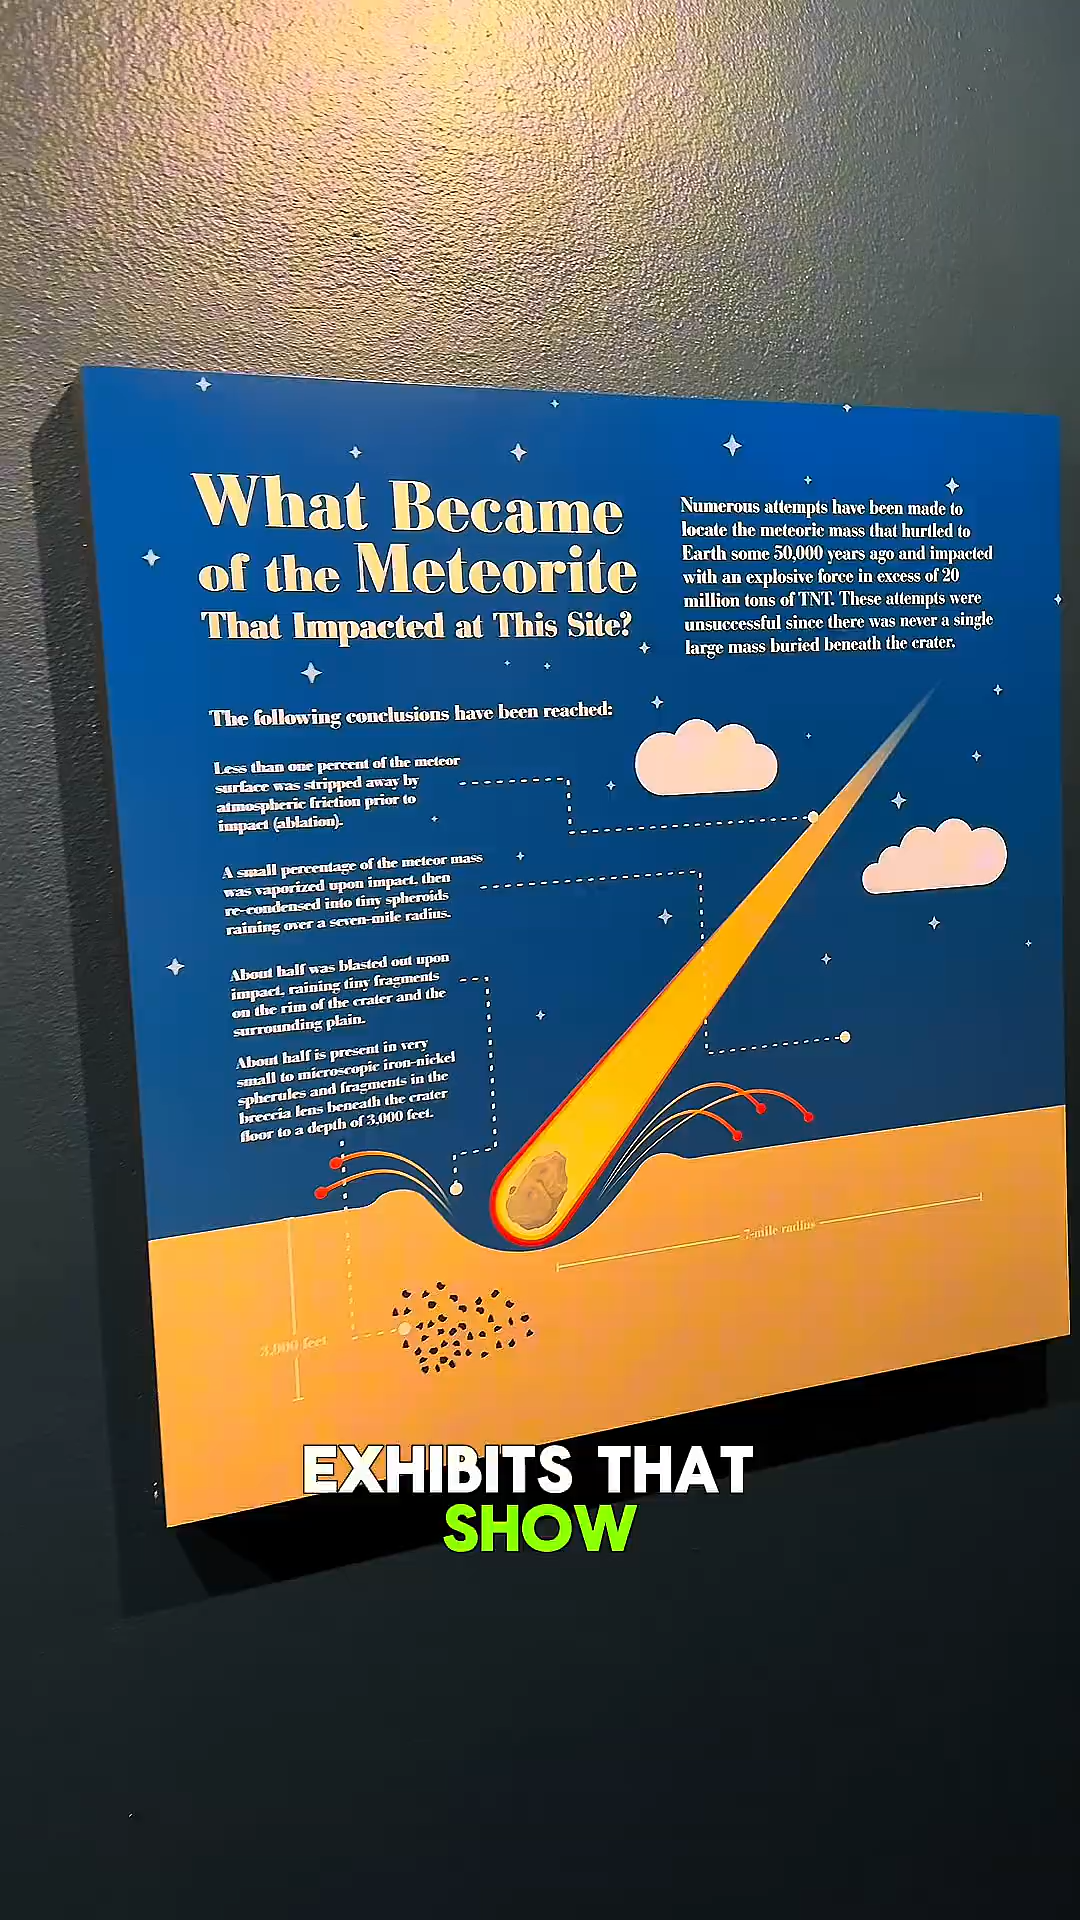 What Became
of the Meteorite
That Impacted at This Site?
Numerous attempts have been made to
locate the meteoric mass that hurtled to
Earth some 50,000 years ago and impacted
with an explosive force in excess of 20
million tons of TNT. These attempts were
unsuccessful since there was never a single
large mass buried beneath the crater.
The following conclusions have been reached:
Less than one percent of the meteor
surface was stripped away by
atmospheric friction prior to
impact (ablation).
A small percentage of the meteor mass
was vaporized upon impact, then
re-condensed into tiny spheroids
raining over a seven-mile radius.
About half was blasted out upon
impact, raining tiny fragments
on the rim of the crater and the
surrounding plain.
About half is present in very
small to microscopic iron-nickel
spherules and fragments in the
breccia lens beneath the crater
floor to a depth of 3,000 feet.
7-mile radius
3,000 feet
EXHIBITS THAT
SHOW